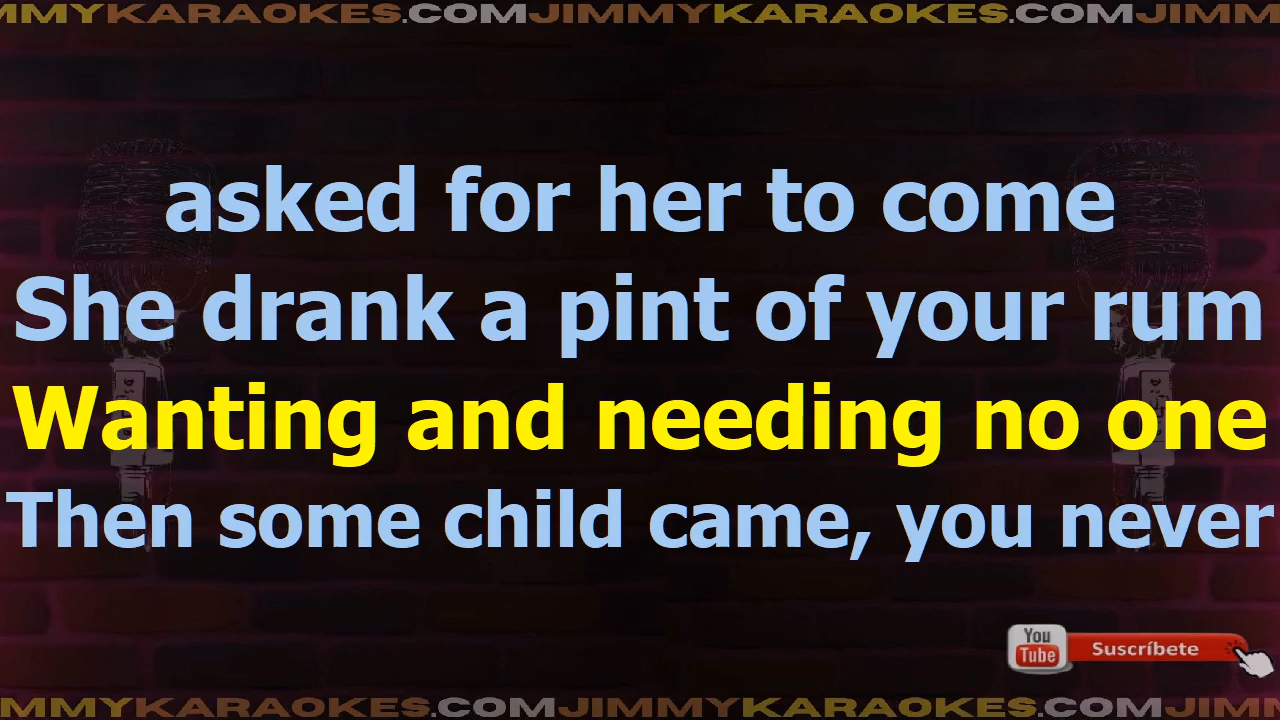 MMYKARAOKES.COMJIMMYKARAOKES.COMJIMM
asked for her to come
She drank a pint of your rum
Wanting and needing no one
Then some child came, you never
You
Tube
Suscríbete
MMYKARAOKES.COMJIMMYKARAOKES.COMJIMM